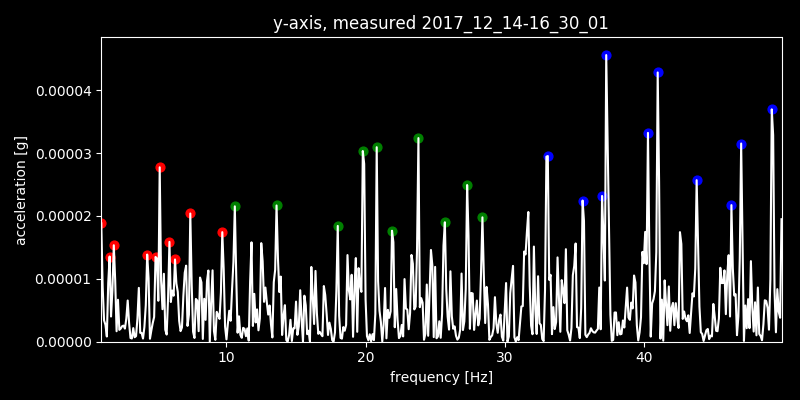 y-axis, measured 2017_12_14-16_30_01
0.00004
0.00003
0.00002
0.00001
0.00000
acceleration [g]
10 20 30 40
frequency [Hz]